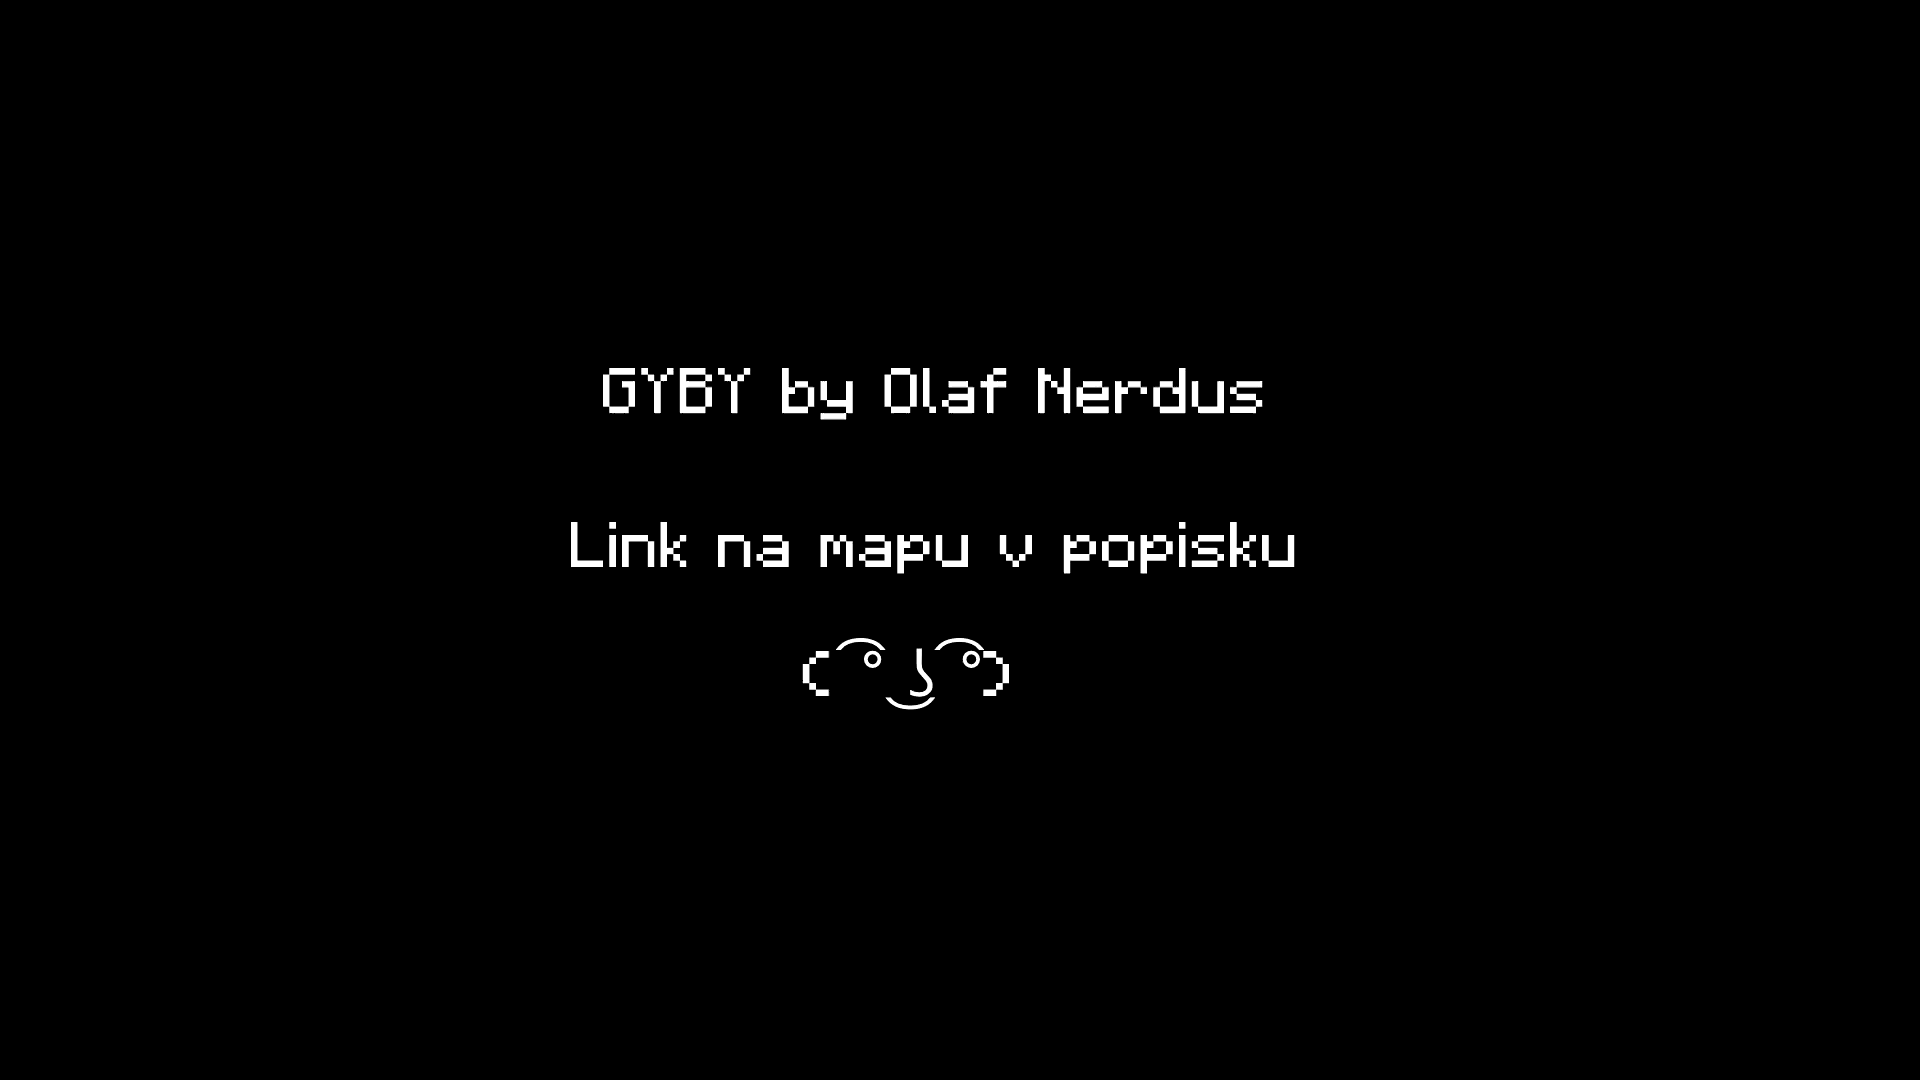 GYBY by Olaf Nerdus
Link na mapu v popisku
( ͡° ͜ʖ ͡°)